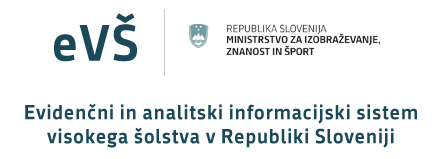 eVŠ
REPUBLIKA SLOVENIJA
MINISTRSTVO ZA IZOBRAŽEVANJE,
ZNANOST IN ŠPORT
Evidenčni in analitski informacijski sistem
visokega šolstva v Republiki Sloveniji